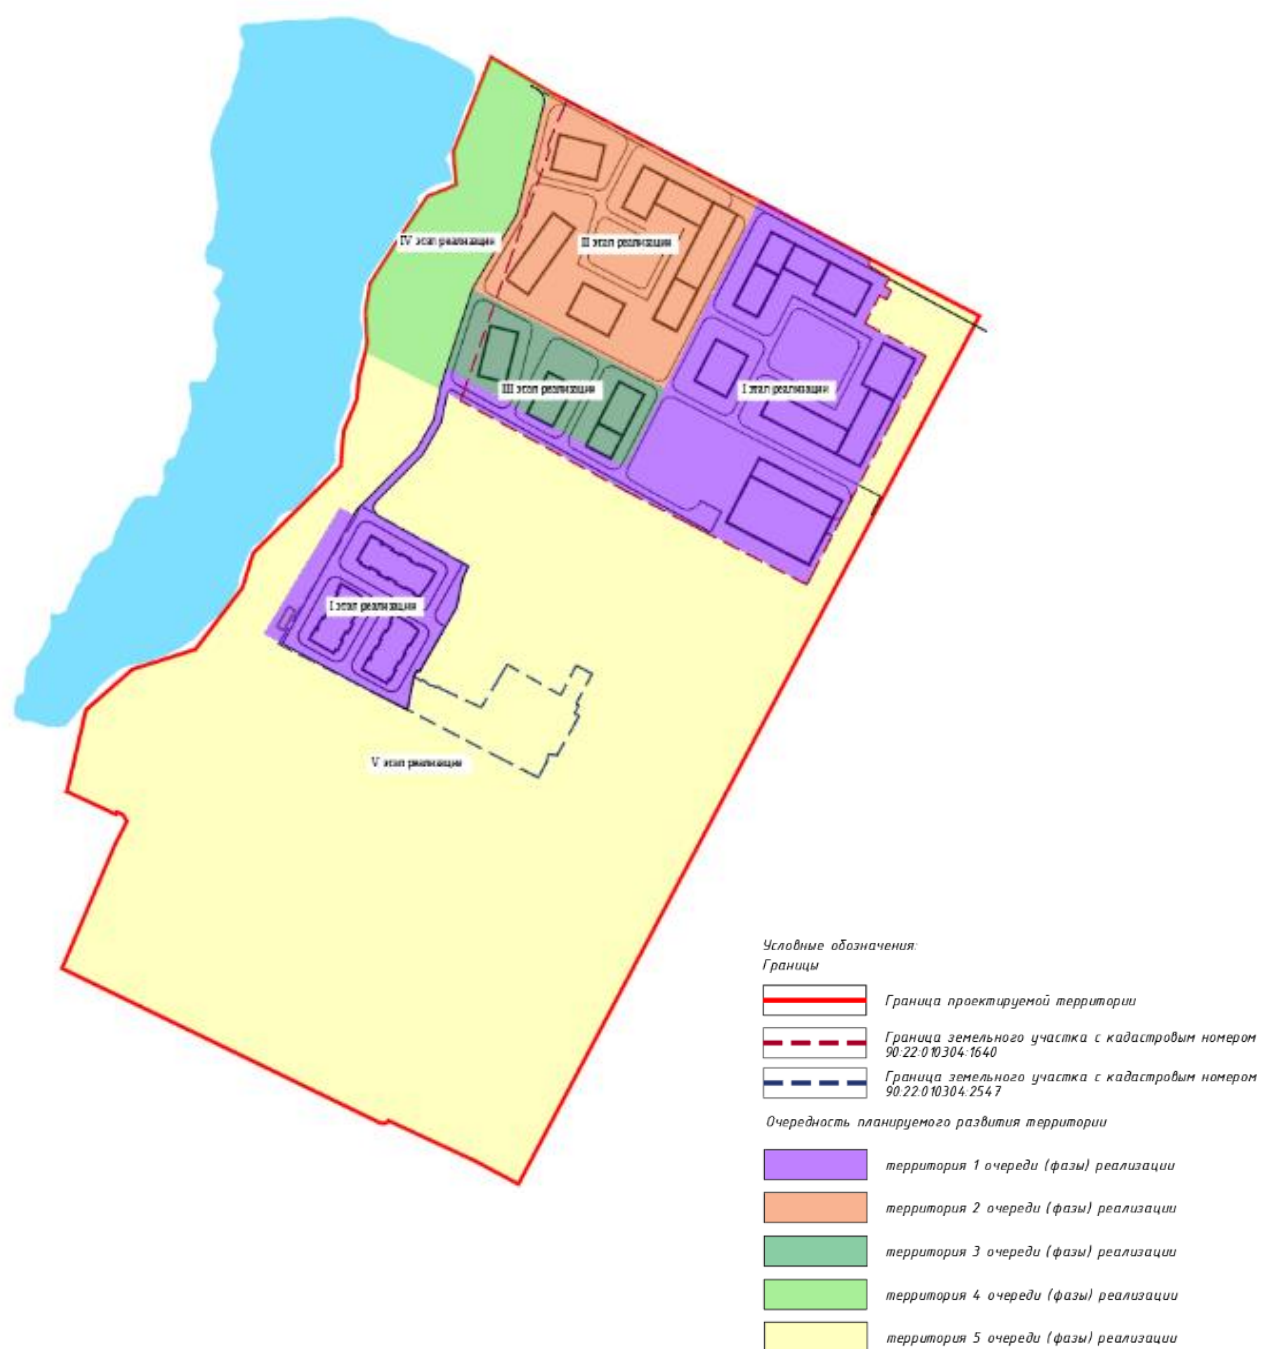 IV этап реализации
II этап реализации
III этап реализации
I этап реализации
I этап реализации
V этап реализации
Условные обозначения:
Границы
Граница проектируемой территории
Граница земельного участка с кадастровым номером
90:22:010304:1640
Граница земельного участка с кадастровым номером
90:22:010304:2547
Очередность планируемого развития территории
территория 1 очереди (фазы) реализации
территория 2 очереди (фазы) реализации
территория 3 очереди (фазы) реализации
территория 4 очереди (фазы) реализации
территория 5 очереди (фазы) реализации